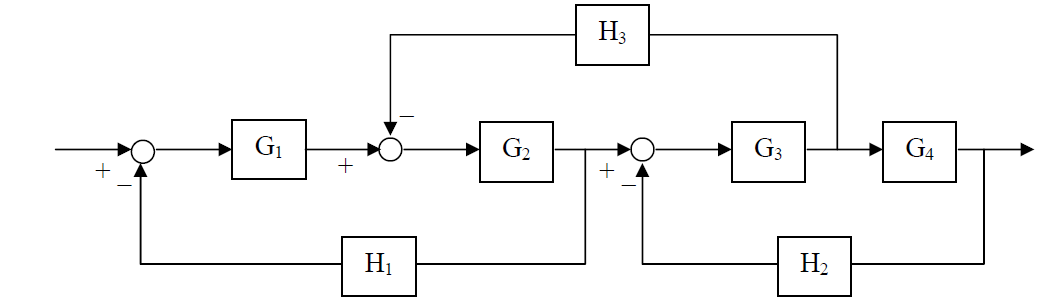 H₃
−
G₁
G₂
G₃
G₄
+
+
+
−
−
H₁
H₂